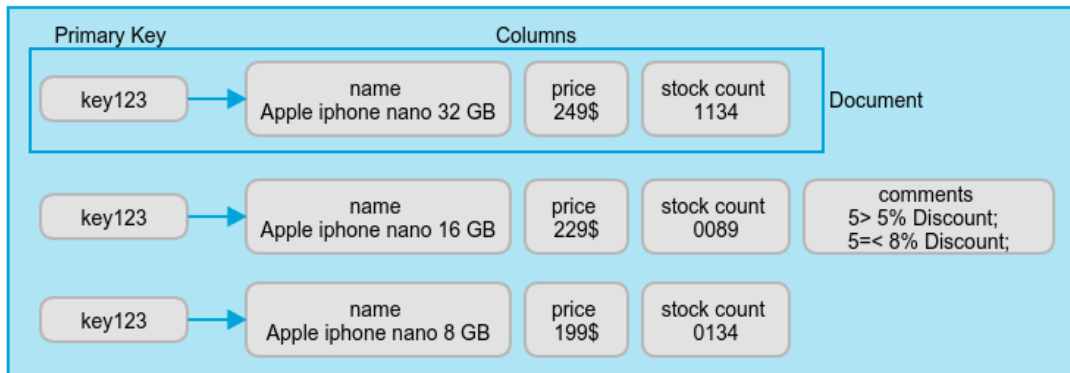 Primary Key
Columns
key123
name
Apple iphone nano 32 GB
price
249$
stock count
1134
Document
key123
name
Apple iphone nano 16 GB
price
229$
stock count
0089
comments
5> 5% Discount;
5=< 8% Discount;
key123
name
Apple iphone nano 8 GB
price
199$
stock count
0134